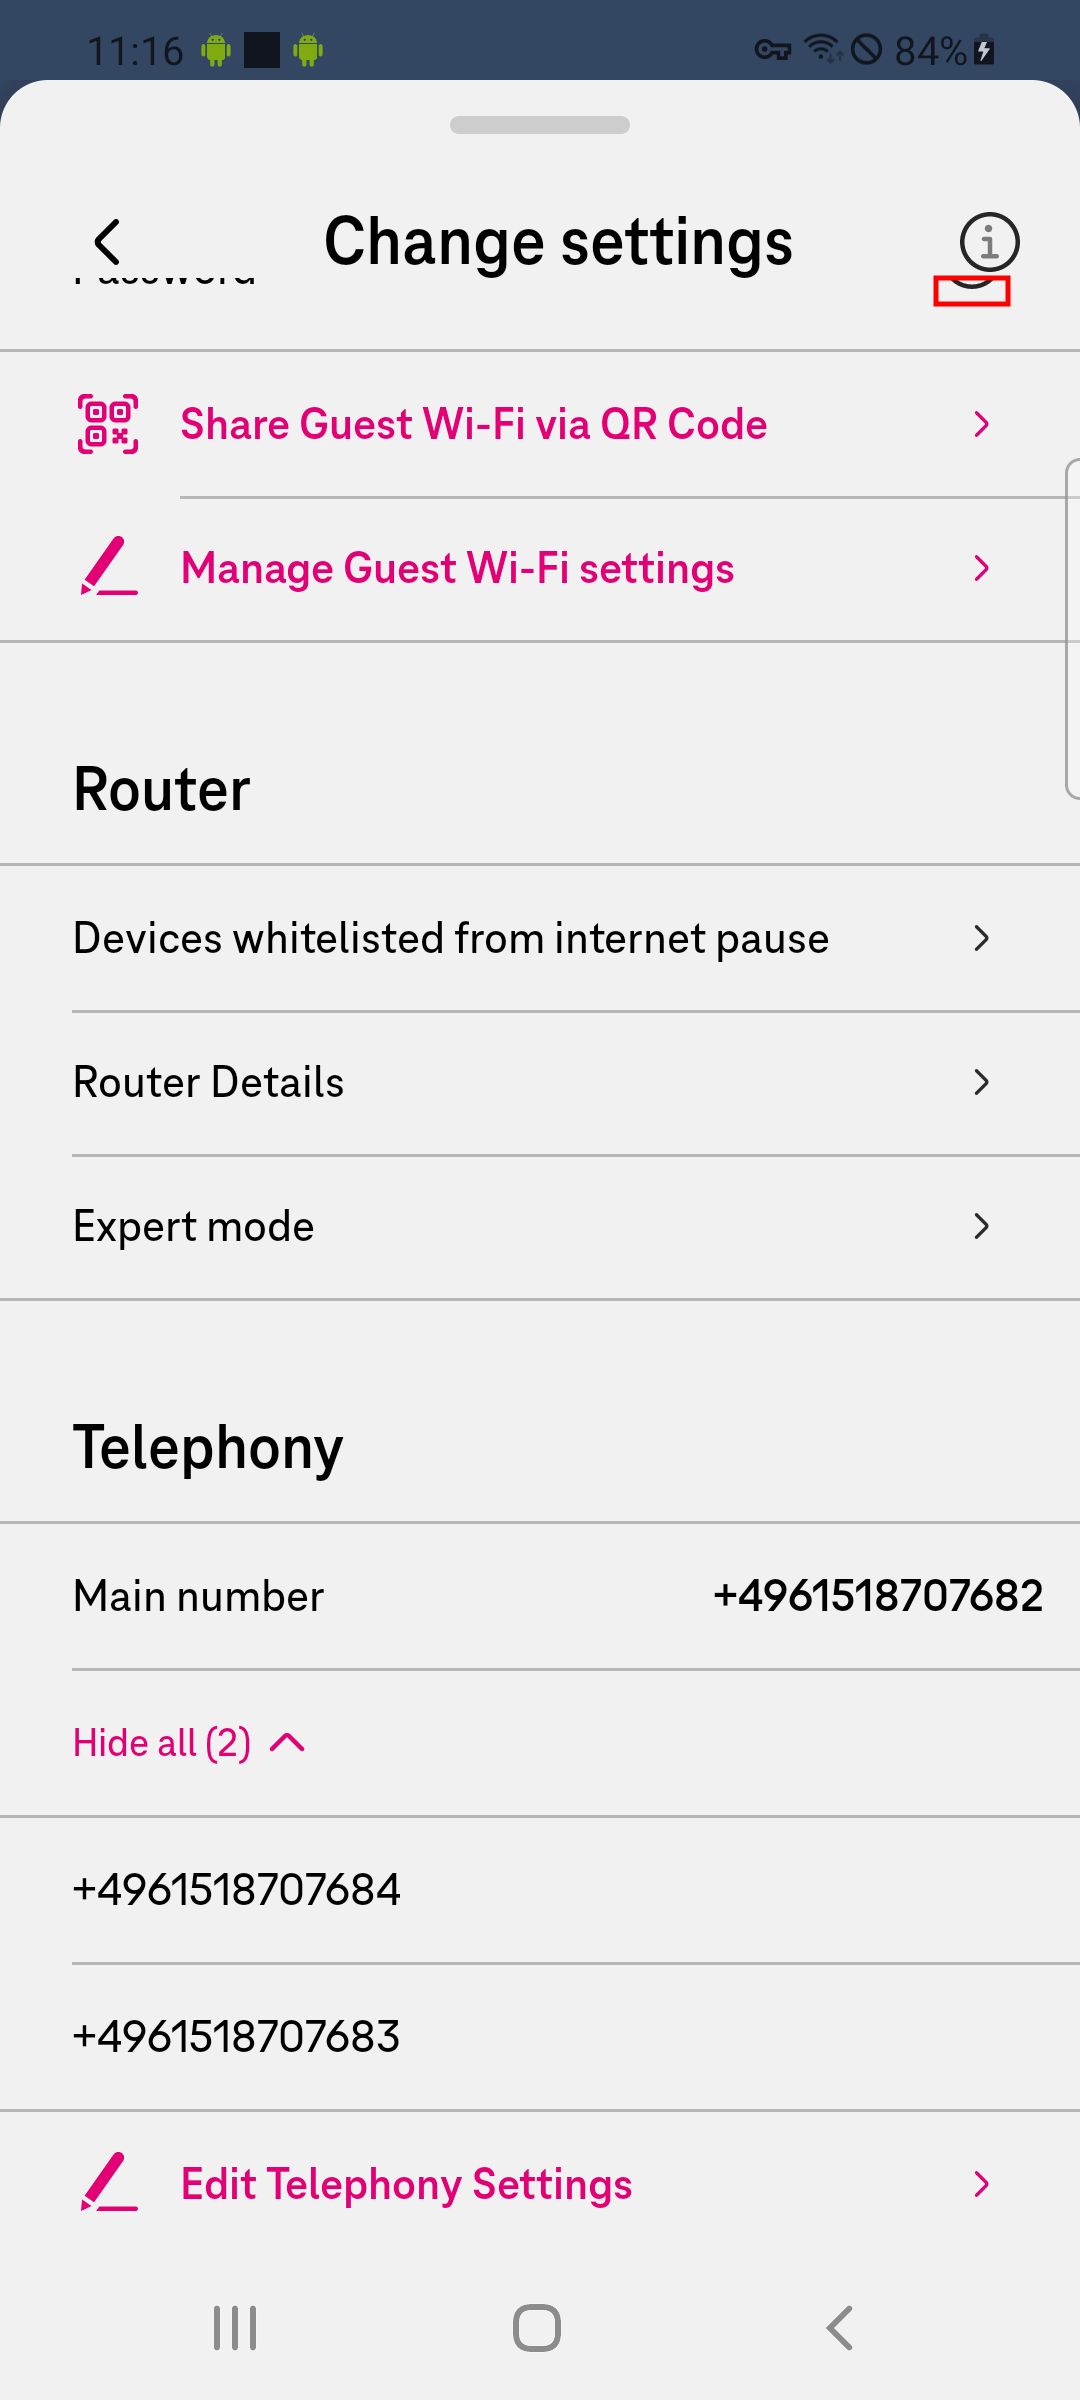 11:16
84%
Change settings
Password
Share Guest Wi-Fi via QR Code
Manage Guest Wi-Fi settings
Router
Devices whitelisted from internet pause
Router Details
Expert mode
Telephony
Main number +4961518707682
Hide all (2)
+4961518707684
+4961518707683
Edit Telephony Settings